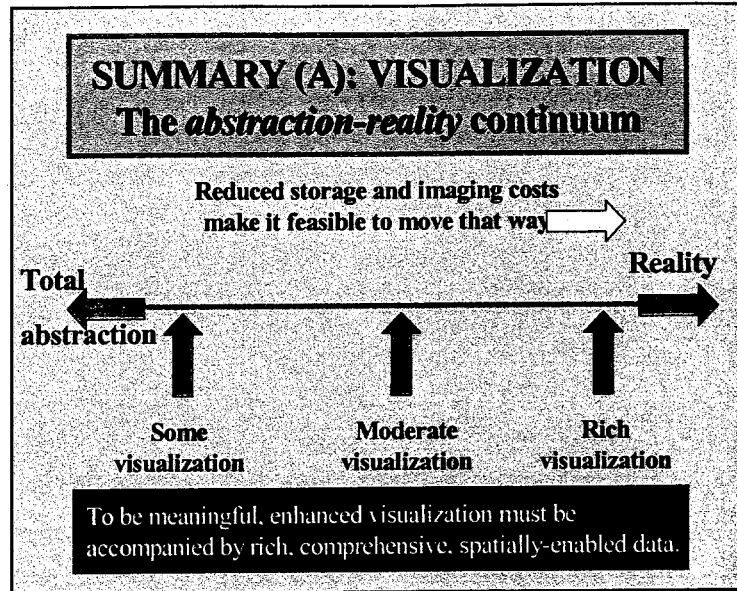 SUMMARY (A): VISUALIZATION
The abstraction-reality continuum
Reduced storage and imaging costs
make it feasible to move that way
Total
abstraction
Reality
Some
visualization
Moderate
visualization
Rich
visualization
To be meaningful, enhanced visualization must be
accompanied by rich, comprehensive, spatially-enabled data.